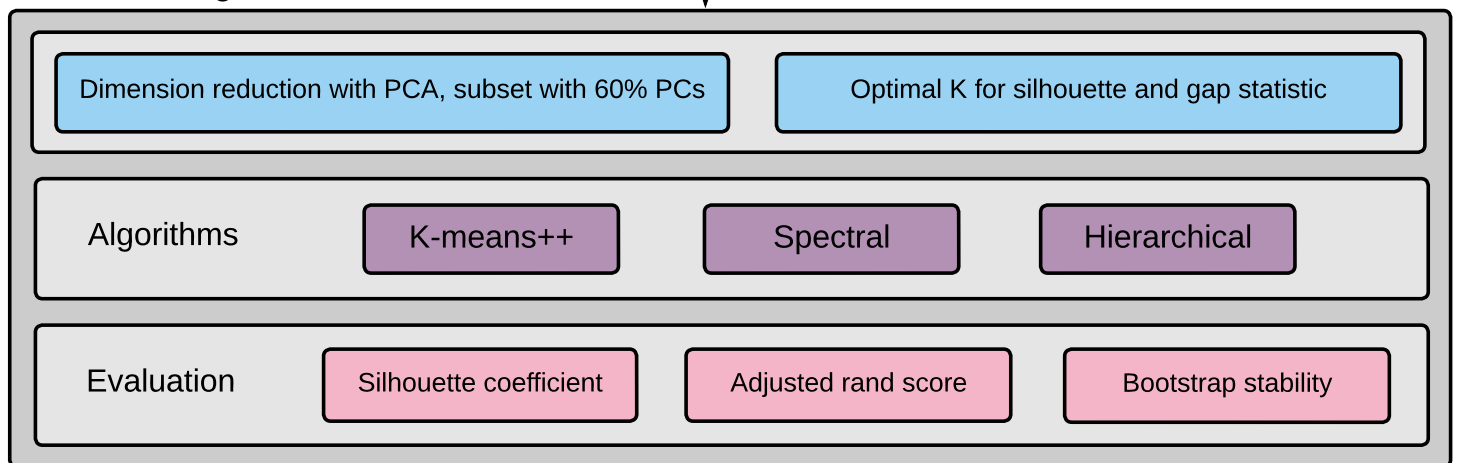 Dimension reduction with PCA, subset with 60% PCs
Optimal K for silhouette and gap statistic
Algorithms
K-means++
Spectral
Hierarchical
Evaluation
Silhouette coefficient
Adjusted rand score
Bootstrap stability